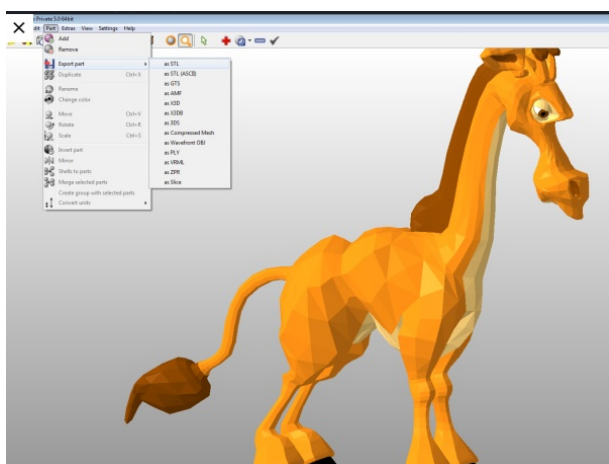 Private 5.0 64bit
dit Part Extras View Settings Help
Add
Remove
Export part
Duplicate Ctrl+X
Rename
Change color
Move Ctrl+V
Rotate Ctrl+R
Scale Ctrl+S
Invert part
Mirror
Shells to parts
Merge selected parts
Create group with selected parts
Convert units
as STL
as STL (ASCII)
as GTS
as AMF
as X3D
as X3DB
as 3DS
as Compressed Mesh
as Wavefront OBJ
as PLY
as VRML
as ZPR
as Slice